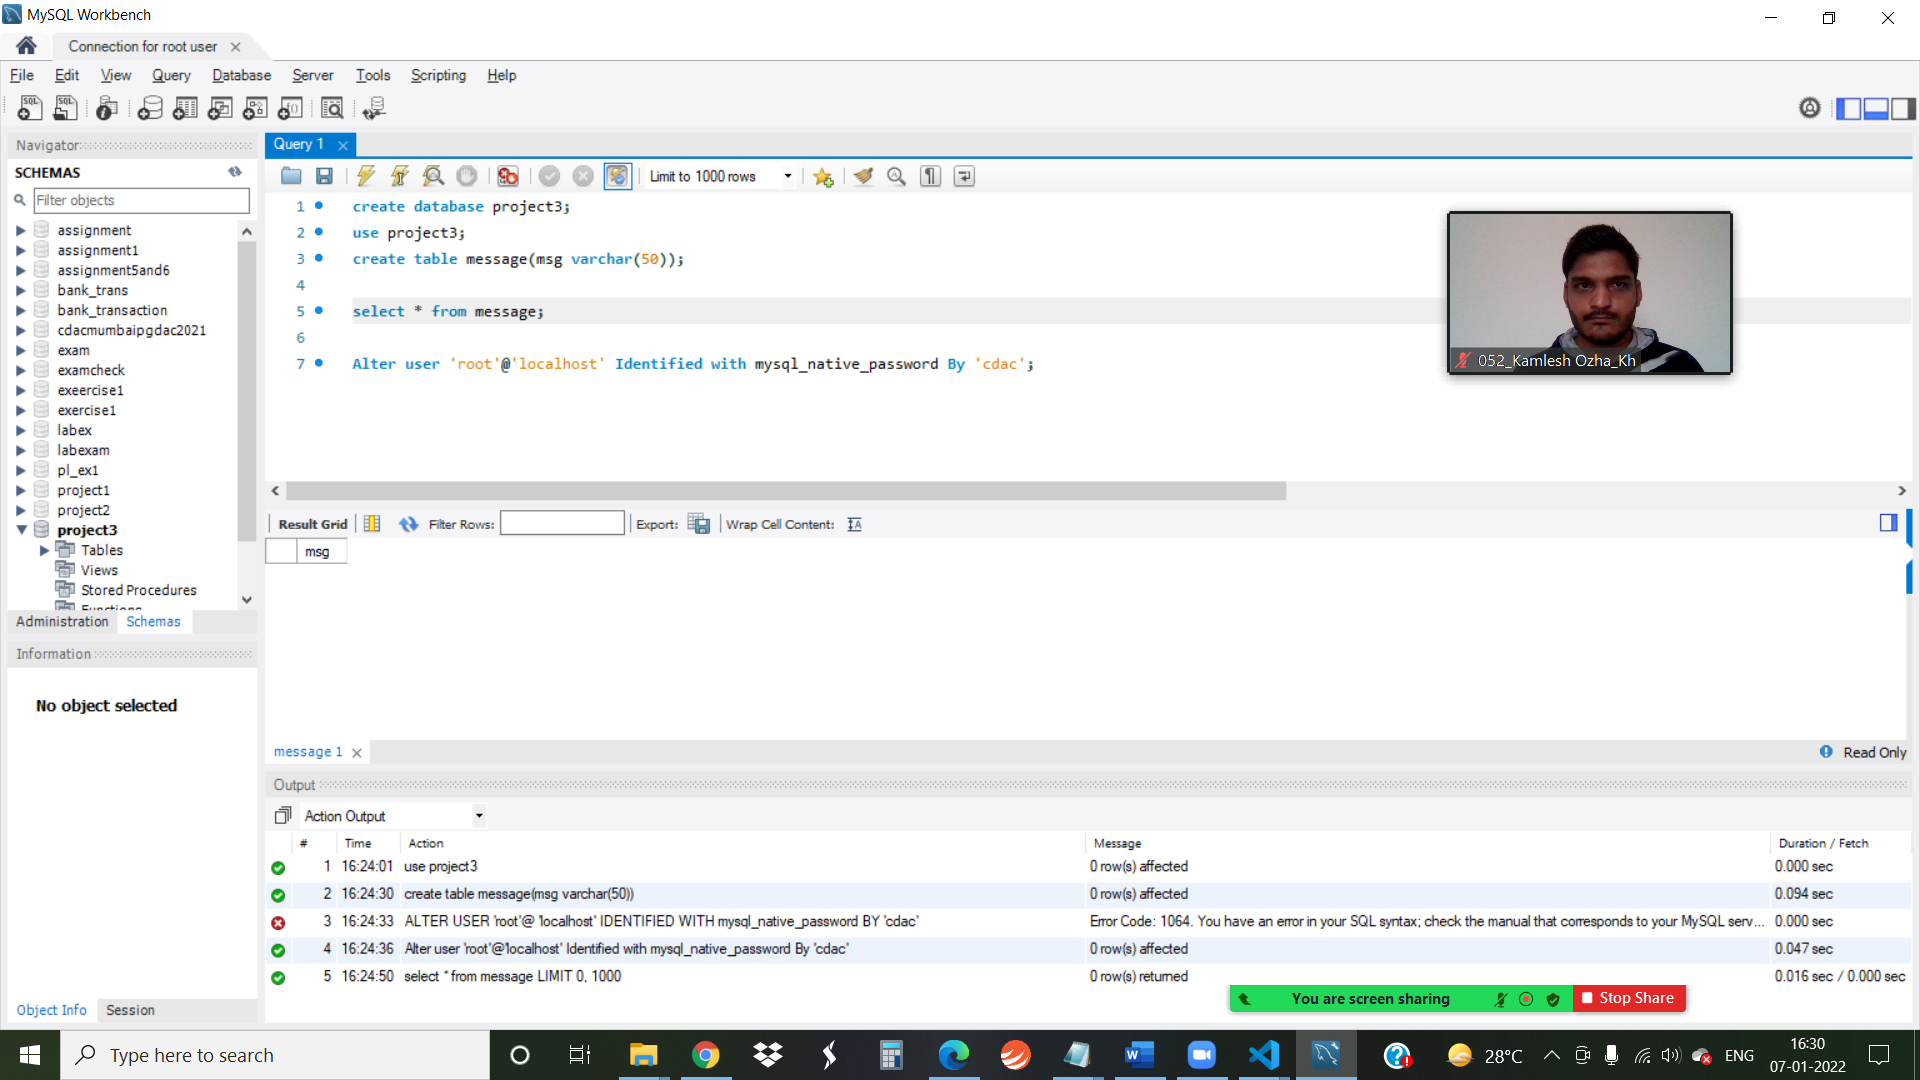 MySQL Workbench
Connection for root user
File Edit View Query Database Server Tools Scripting Help
Navigator
SCHEMAS
Filter objects
assignment
assignment1
assignment5and6
bank_trans
bank_transaction
cdacmumbaipgdac2021
exam
examcheck
exeercise1
exercise1
labex
labexam
pl_ex1
project1
project2
project3
Tables
Views
Stored Procedures
Functions
Administration Schemas
Information
No object selected
Object Info Session
Query 1
Limit to 1000 rows
1 create database project3;
2 use project3;
3 create table message(msg varchar(50));
4
5 select * from message;
6
7 Alter user 'root'@'localhost' Identified with mysql_native_password By 'cdac';
052_Kamlesh Ozha_Kh
Result Grid Filter Rows: Export: Wrap Cell Content:
msg
message 1
Read Only
Output
Action Output
# Time Action Message Duration / Fetch
1 16:24:01 use project3 0 row(s) affected 0.000 sec
2 16:24:30 create table message(msg varchar(50)) 0 row(s) affected 0.094 sec
3 16:24:33 ALTER USER 'root'@ 'localhost' IDENTIFIED WITH mysql_native_password BY 'cdac' Error Code: 1064. You have an error in your SQL syntax; check the manual that corresponds to your MySQL serv... 0.000 sec
4 16:24:36 Alter user 'root'@'localhost' Identified with mysql_native_password By 'cdac' 0 row(s) affected 0.047 sec
5 16:24:50 select * from message LIMIT 0, 1000 0 row(s) returned 0.016 sec / 0.000 sec
You are screen sharing Stop Share
Type here to search
28°C
ENG
16:30
07-01-2022